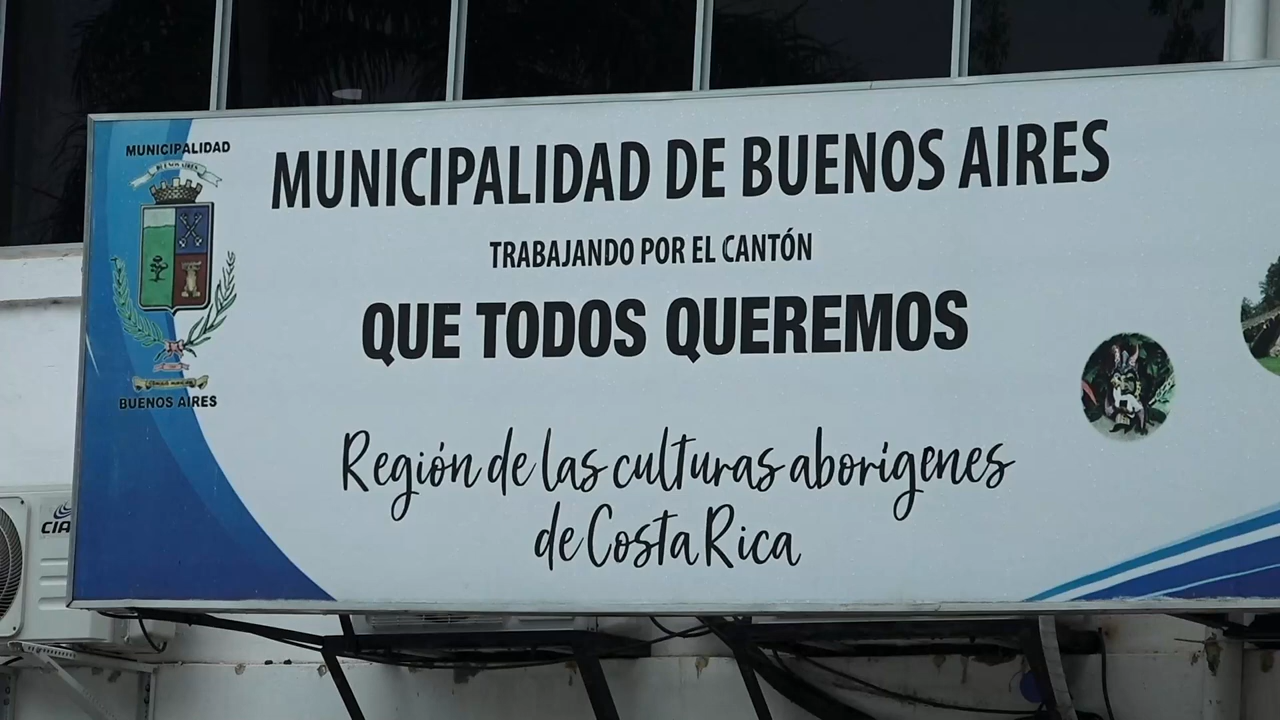 MUNICIPALIDAD
MUNICIPALIDAD DE BUENOS AIRES
TRABAJANDO POR EL CANTÓN
QUE TODOS QUEREMOS
BUENOS AIRES
Región de las culturas aborígenes
de Costa Rica
CIA